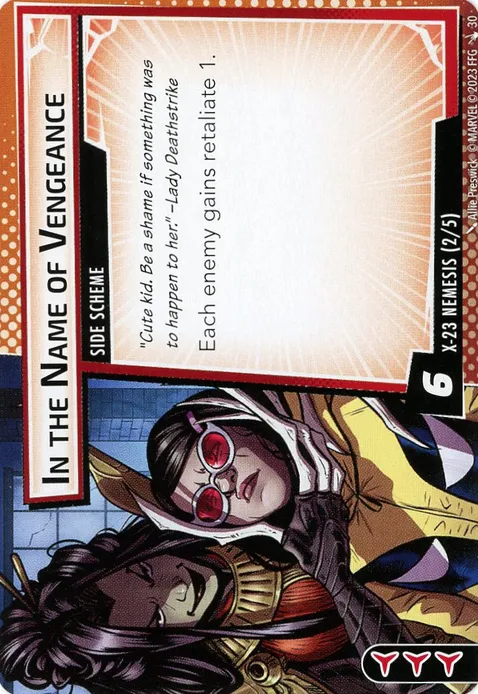 IN THE NAME OF VENGEANCE
SIDE SCHEME
"Cute kid. Be a shame if something was
to happen to her." –Lady Deathstrike
Each enemy gains retaliate 1.
6
X-23 NEMESIS (2/5)
Allie Preswick © MARVEL © 2023 FFG 30